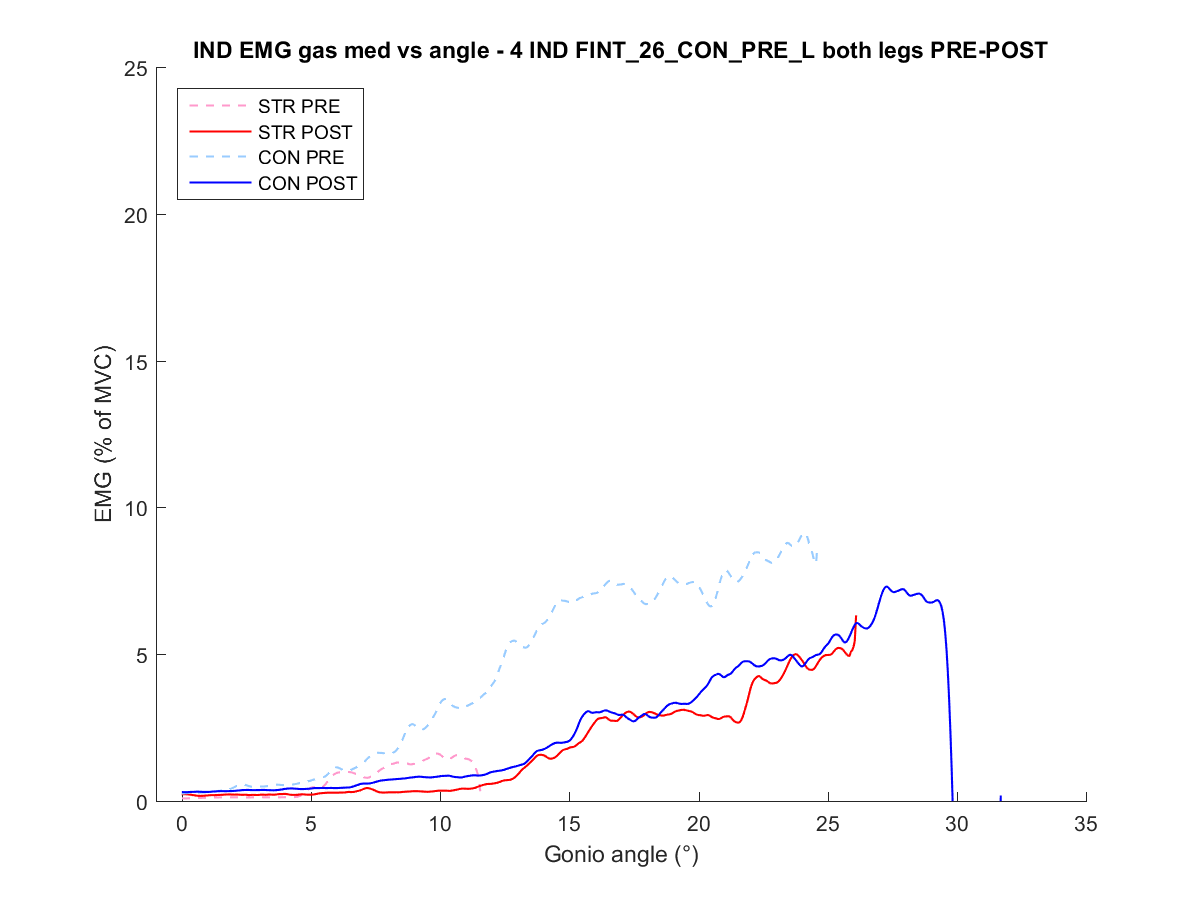 IND EMG gas med vs angle - 4 IND FINT_26_CON_PRE_L both legs PRE-POST
25
20
15
10
5
0
EMG (% of MVC)
STR PRE
STR POST
CON PRE
CON POST
0 5 10 15 20 25 30 35
Gonio angle (°)